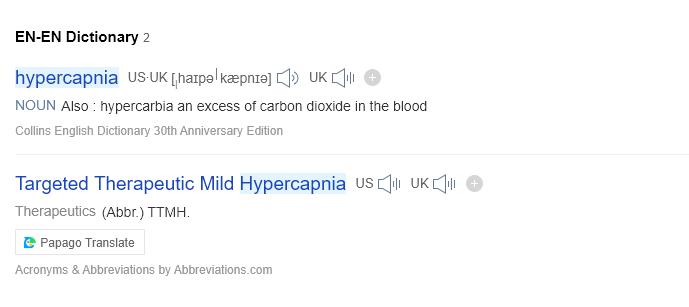 EN-EN Dictionary 2
hypercapnia US·UK [ˌhaɪpəˈkæpnɪə] UK
NOUN Also : hypercarbia an excess of carbon dioxide in the blood
Collins English Dictionary 30th Anniversary Edition
Targeted Therapeutic Mild Hypercapnia US UK
Therapeutics (Abbr.) TTMH.
Papago Translate
Acronyms & Abbreviations by Abbreviations.com